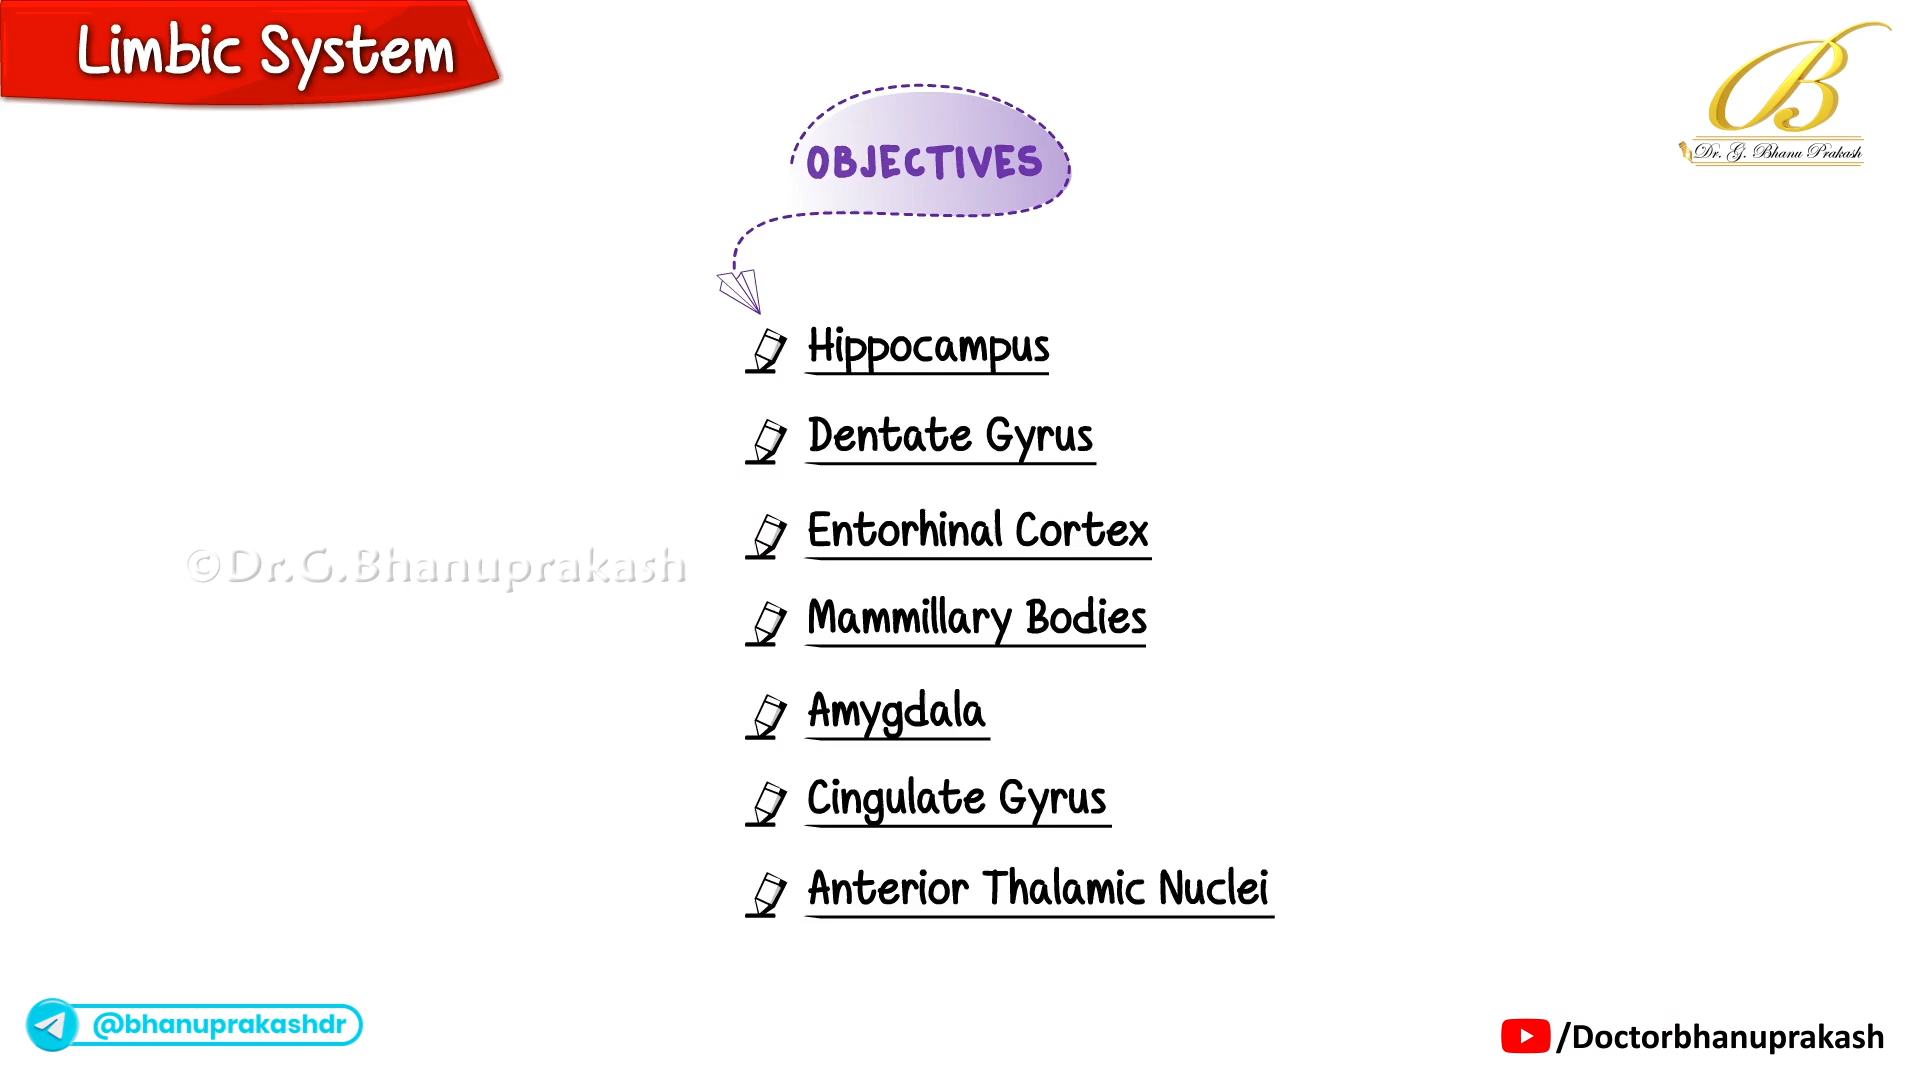 Limbic System
Dr. G. Bhanu Prakash
OBJECTIVES
Hippocampus
Dentate Gyrus
Entorhinal Cortex
©Dr.G.Bhanuprakash
Mammillary Bodies
Amygdala
Cingulate Gyrus
Anterior Thalamic Nuclei
@bhanuprakashdr
/Doctorbhanuprakash